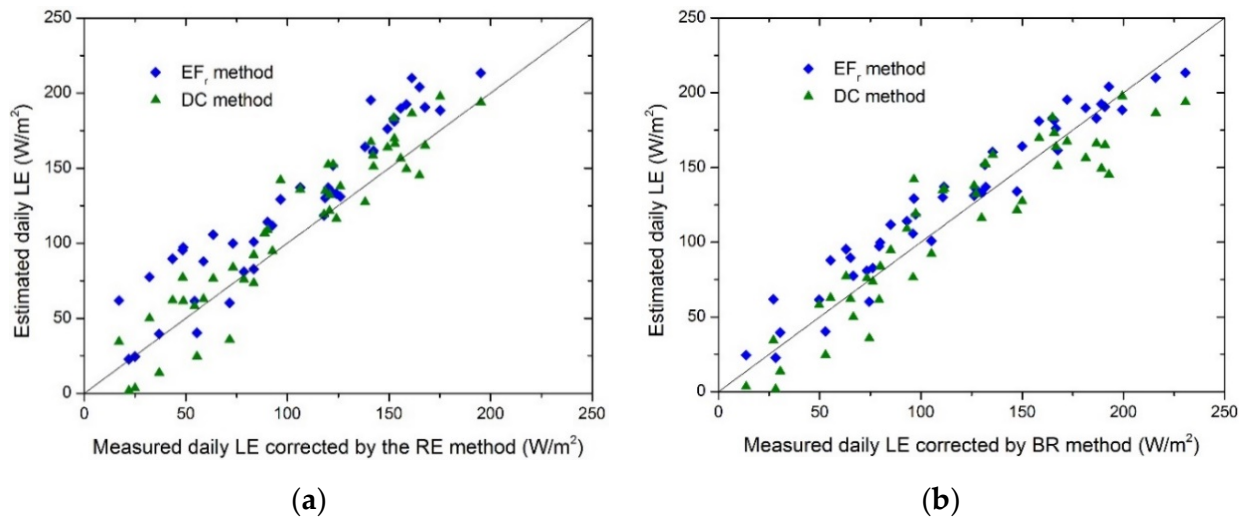 250
200
150
100
50
0
Estimated daily LE (W/m²)
EFᵣ method
DC method
0 50 100 150 200 250
Measured daily LE corrected by the RE method (W/m²)
(a)
250
200
150
100
50
0
Estimated daily LE (W/m²)
EFᵣ method
DC method
0 50 100 150 200 250
Measured daily LE corrected by BR method (W/m²)
(b)